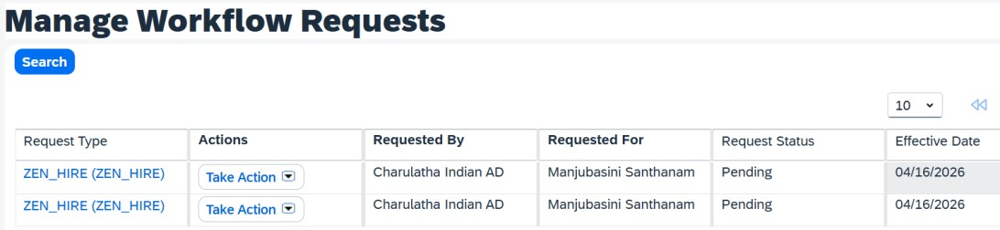 Manage Workflow Requests
Search
10
Request Type Actions Requested By Requested For Request Status Effective Date
ZEN_HIRE (ZEN_HIRE) Take Action Charulatha Indian AD Manjubasini Santhanam Pending 04/16/2026
ZEN_HIRE (ZEN_HIRE) Take Action Charulatha Indian AD Manjubasini Santhanam Pending 04/16/2026